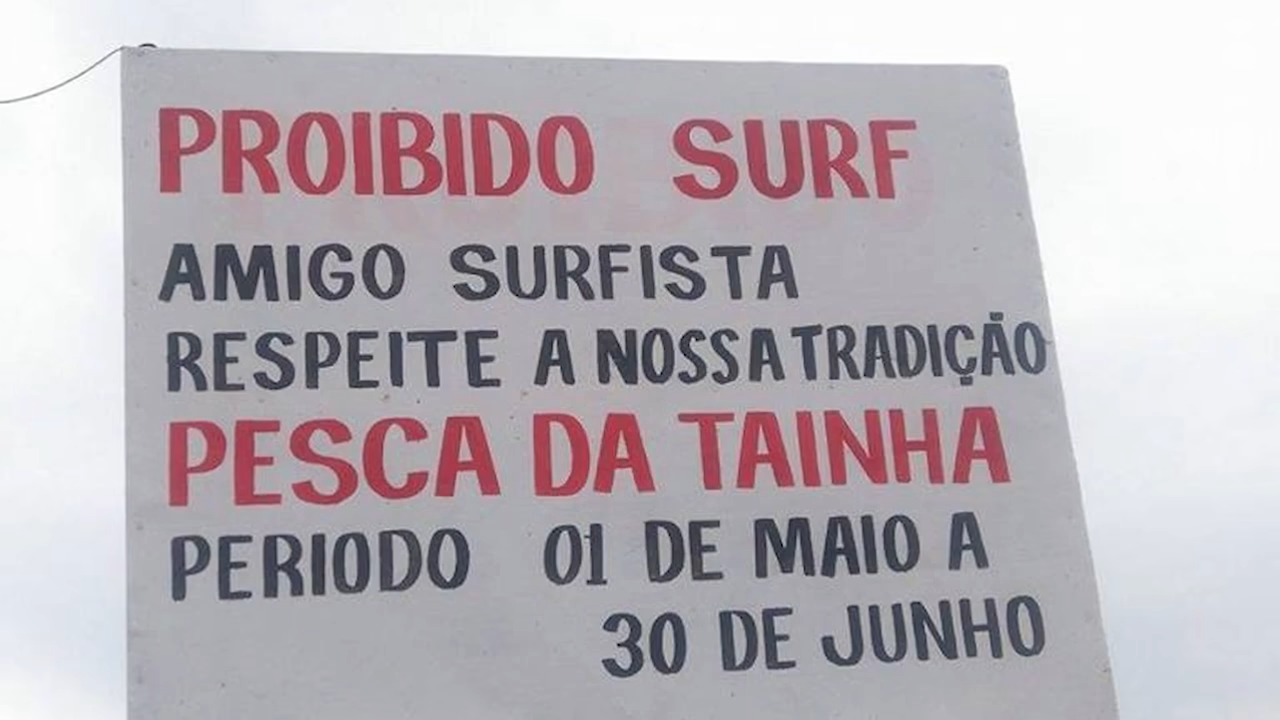 PROIBIDO SURF
AMIGO SURFISTA
RESPEITE A NOSSA TRADIÇÃO
PESCA DA TAINHA
PERIODO 01 DE MAIO A
30 DE JUNHO